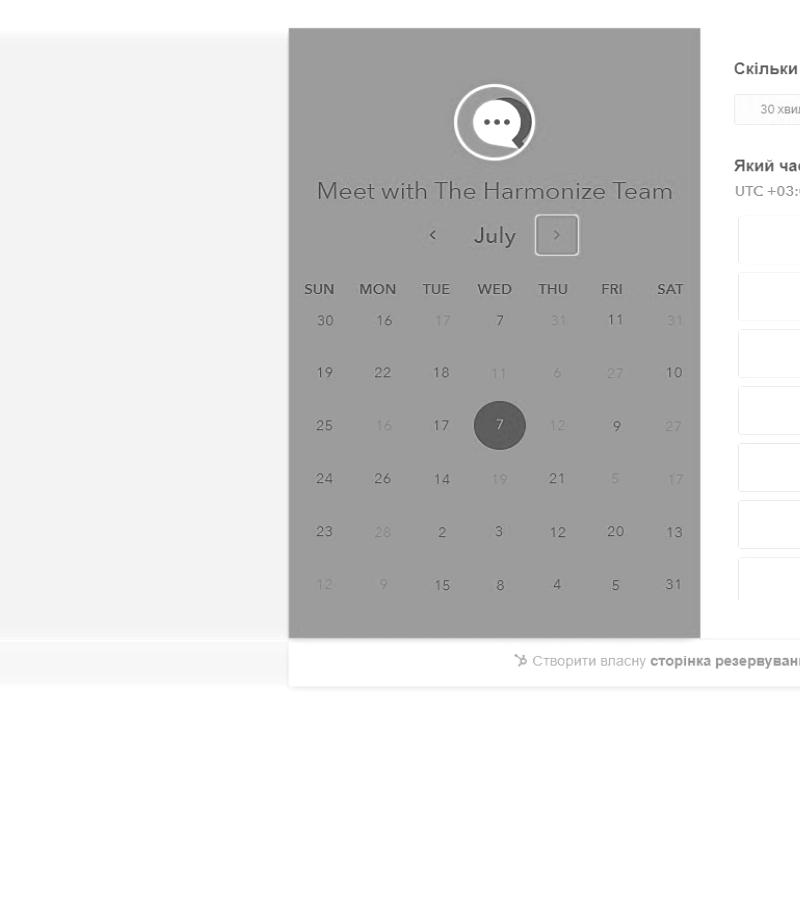 Meet with The Harmonize Team
July
SUN MON TUE WED THU FRI SAT
30 16 17 7 31 11 31
19 22 18 11 6 27 10
25 16 17 7 12 9 27
24 26 14 19 21 5 17
23 28 2 3 12 20 13
12 9 15 8 4 5 31
Скільки
30 хви
Який час
UTC +03:
Створити власну сторінка резервуван